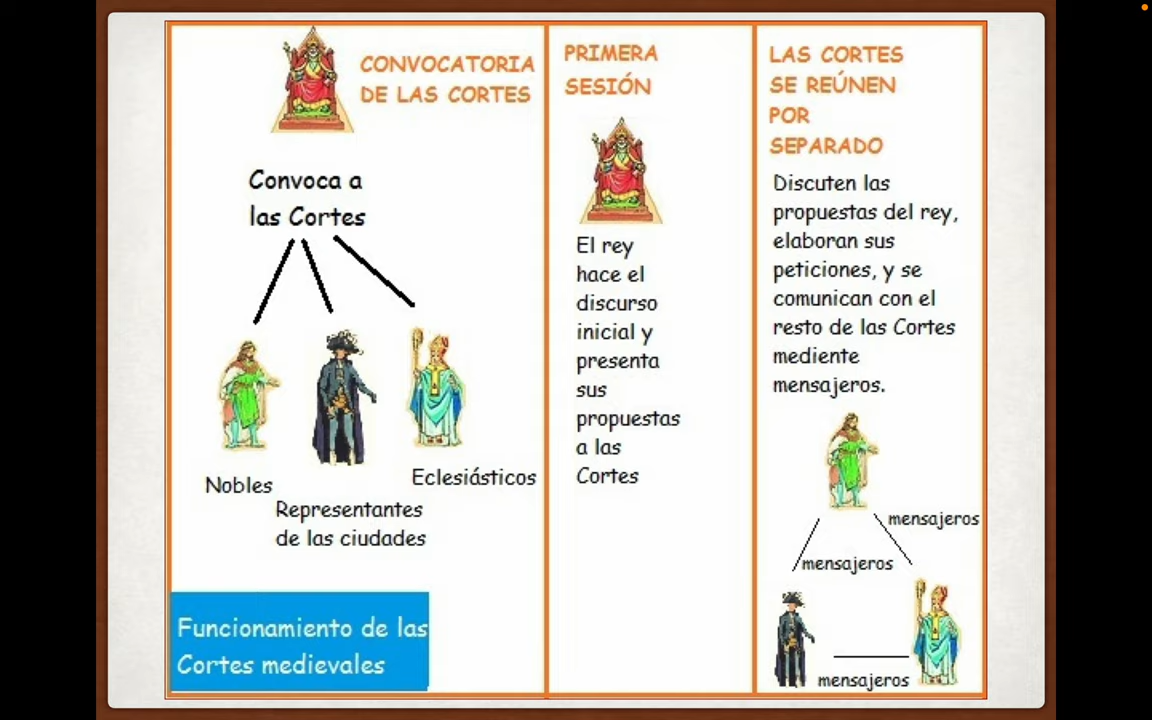 CONVOCATORIA
DE LAS CORTES
Convoca a
las Cortes
Nobles
Representantes
de las ciudades
Eclesiásticos
Funcionamiento de las
Cortes medievales
PRIMERA
SESIÓN
El rey
hace el
discurso
inicial y
presenta
sus
propuestas
a las
Cortes
LAS CORTES
SE REÚNEN
POR
SEPARADO
Discuten las
propuestas del rey,
elaboran sus
peticiones, y se
comunican con el
resto de las Cortes
mediente
mensajeros.
mensajeros
mensajeros
mensajeros